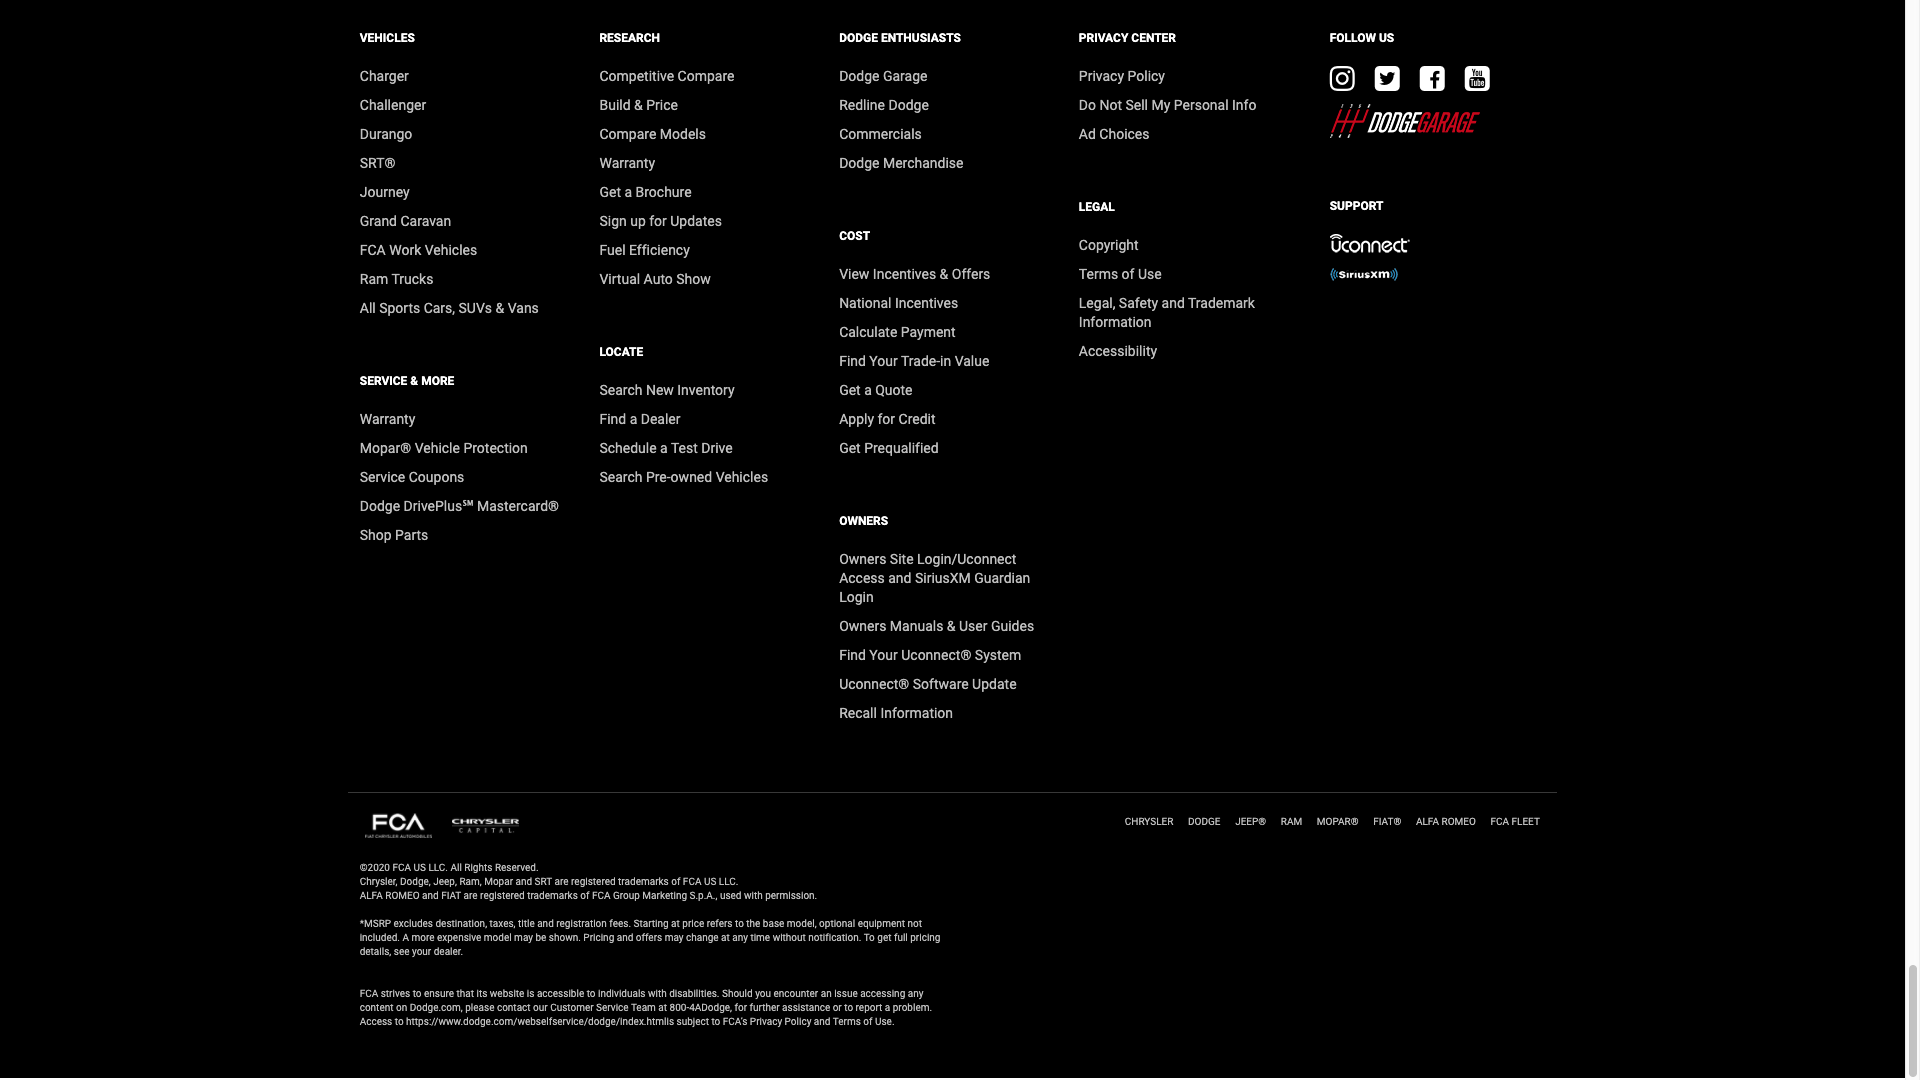 VEHICLES
Charger
Challenger
Durango
SRT®
Journey
Grand Caravan
FCA Work Vehicles
Ram Trucks
All Sports Cars, SUVs & Vans
SERVICE & MORE
Warranty
Mopar® Vehicle Protection
Service Coupons
Dodge DrivePlus℠ Mastercard®
Shop Parts
RESEARCH
Competitive Compare
Build & Price
Compare Models
Warranty
Get a Brochure
Sign up for Updates
Fuel Efficiency
Virtual Auto Show
LOCATE
Search New Inventory
Find a Dealer
Schedule a Test Drive
Search Pre-owned Vehicles
DODGE ENTHUSIASTS
Dodge Garage
Redline Dodge
Commercials
Dodge Merchandise
COST
View Incentives & Offers
National Incentives
Calculate Payment
Find Your Trade-in Value
Get a Quote
Apply for Credit
Get Prequalified
OWNERS
Owners Site Login/Uconnect
Access and SiriusXM Guardian
Login
Owners Manuals & User Guides
Find Your Uconnect® System
Uconnect® Software Update
Recall Information
PRIVACY CENTER
Privacy Policy
Do Not Sell My Personal Info
Ad Choices
LEGAL
Copyright
Terms of Use
Legal, Safety and Trademark
Information
Accessibility
FOLLOW US
You
Tube
DODGEGARAGE
SUPPORT
uconnect
SiriusXM
FCA
FIAT CHRYSLER AUTOMOBILES
CHRYSLER
CAPITAL
CHRYSLER DODGE JEEP® RAM MOPAR® FIAT® ALFA ROMEO FCA FLEET
©2020 FCA US LLC. All Rights Reserved.
Chrysler, Dodge, Jeep, Ram, Mopar and SRT are registered trademarks of FCA US LLC.
ALFA ROMEO and FIAT are registered trademarks of FCA Group Marketing S.p.A., used with permission.
*MSRP excludes destination, taxes, title and registration fees. Starting at price refers to the base model, optional equipment not
included. A more expensive model may be shown. Pricing and offers may change at any time without notification. To get full pricing
details, see your dealer.
FCA strives to ensure that its website is accessible to individuals with disabilities. Should you encounter an issue accessing any
content on Dodge.com, please contact our Customer Service Team at 800-4ADodge, for further assistance or to report a problem.
Access to https://www.dodge.com/webselfservice/dodge/index.htmlis subject to FCA's Privacy Policy and Terms of Use.